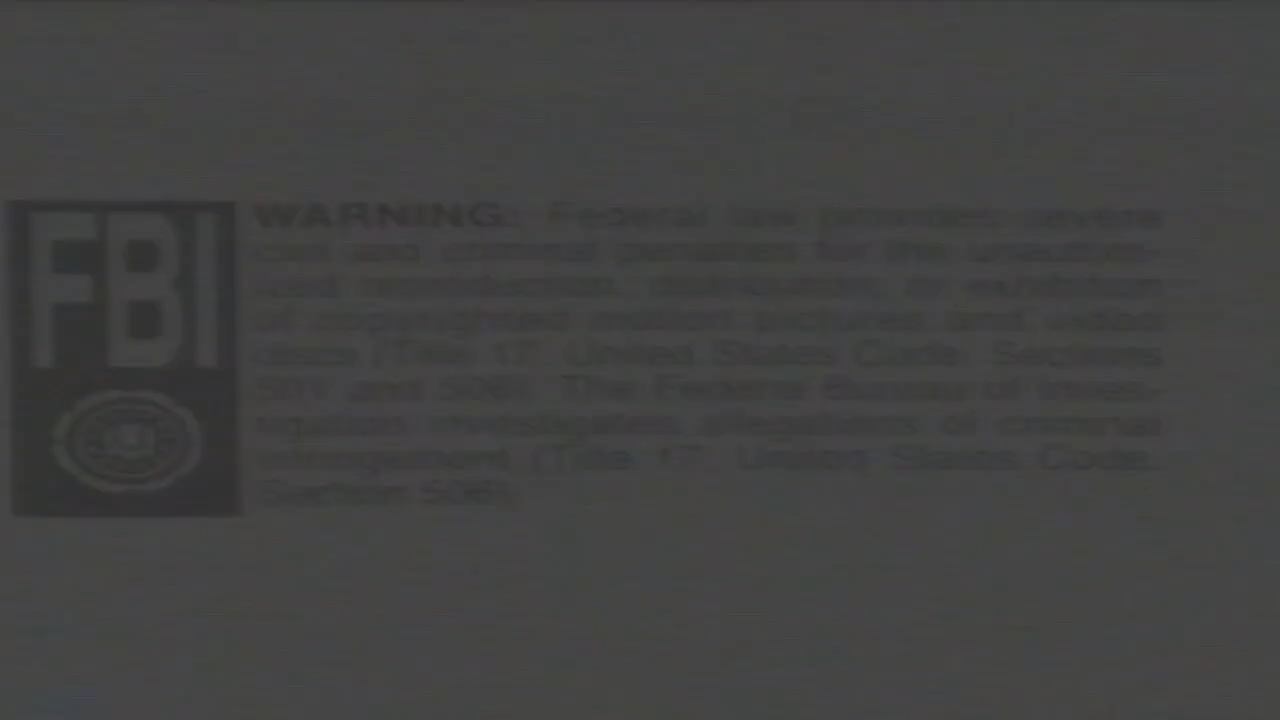 FBI
WARNING: Federal law provides severe
civil and criminal penalties for the unauthor-
ized reproduction, distribution, or exhibition
of copyrighted motion pictures and video
discs (Title 17, United States Code, Sections
501 and 506). The Federal Bureau of Inves-
tigation investigates allegations of criminal
infringement (Title 17, United States Code,
Section 506).